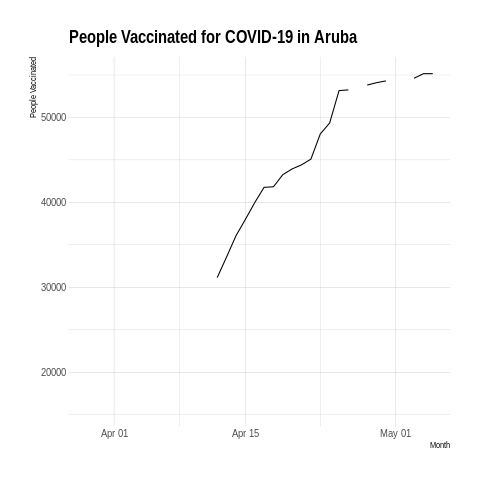 People Vaccinated for COVID-19 in Aruba
People Vaccinated
50000
40000
30000
20000
Apr 01
Apr 15
May 01
Month